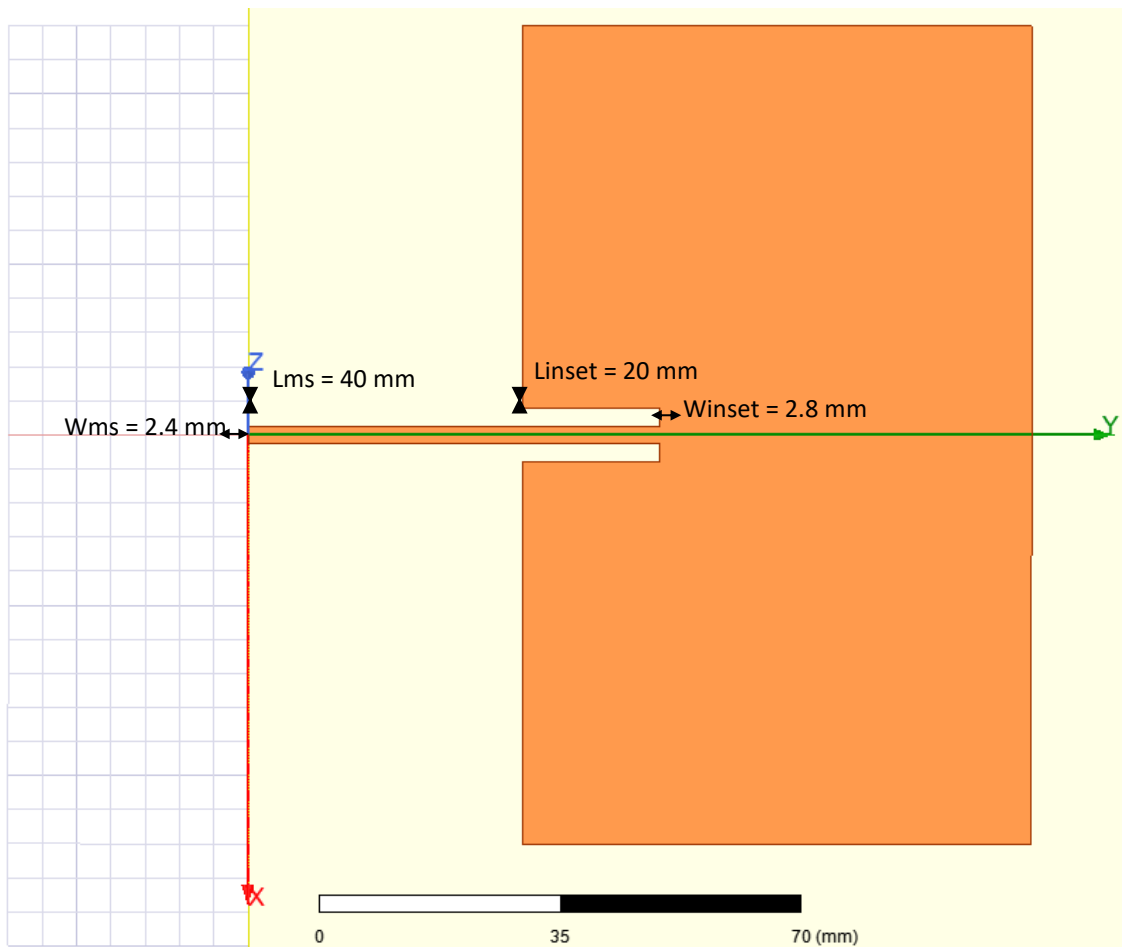 Z
Lms = 40 mm
Linset = 20 mm
Winset = 2.8 mm
Wms = 2.4 mm
Y
X
0 35 70 (mm)